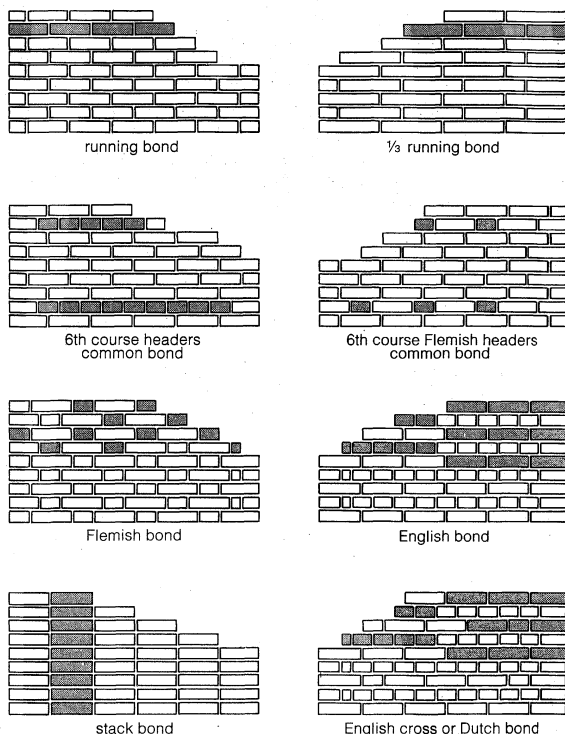 running bond
⅓ running bond
6th course headers
common bond
6th course Flemish headers
common bond
Flemish bond
English bond
stack bond
English cross or Dutch bond